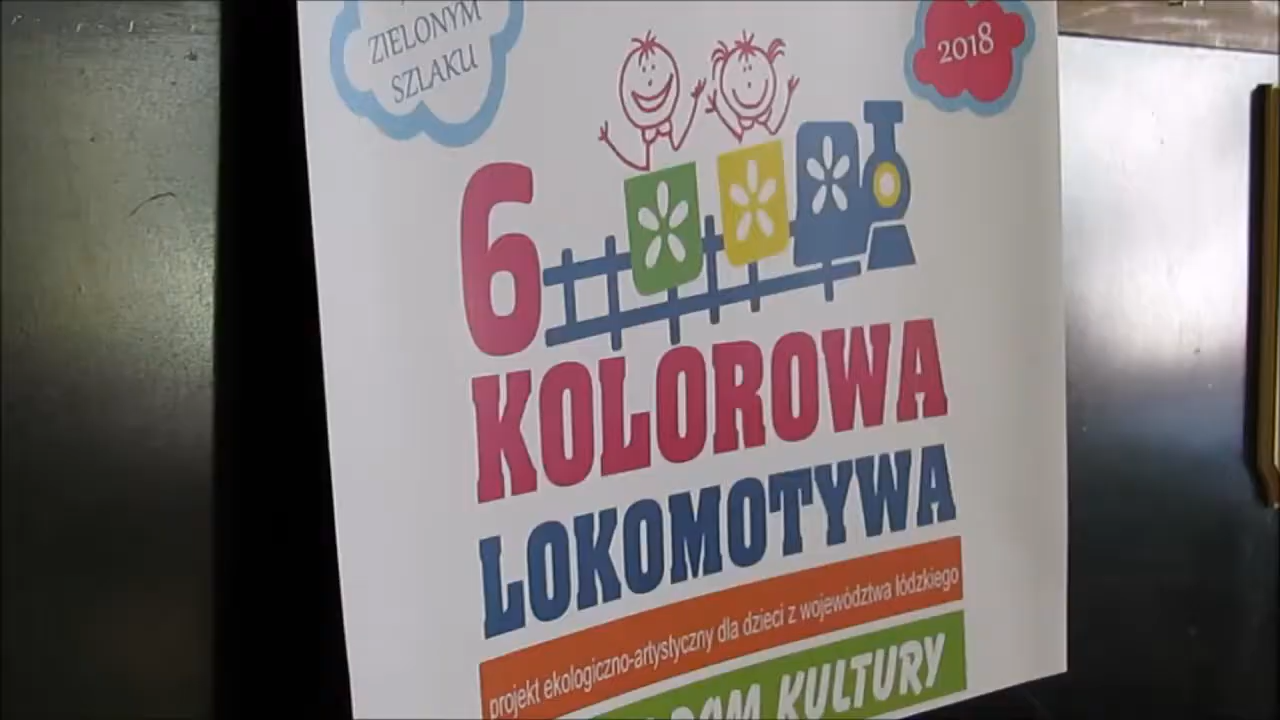 ZIELONYM
SZLAKU
2018
6
KOLOROWA
LOKOMOTYWA
projekt ekologiczno-artystyczny dla dzieci z województwa łódzkiego
KULTURY